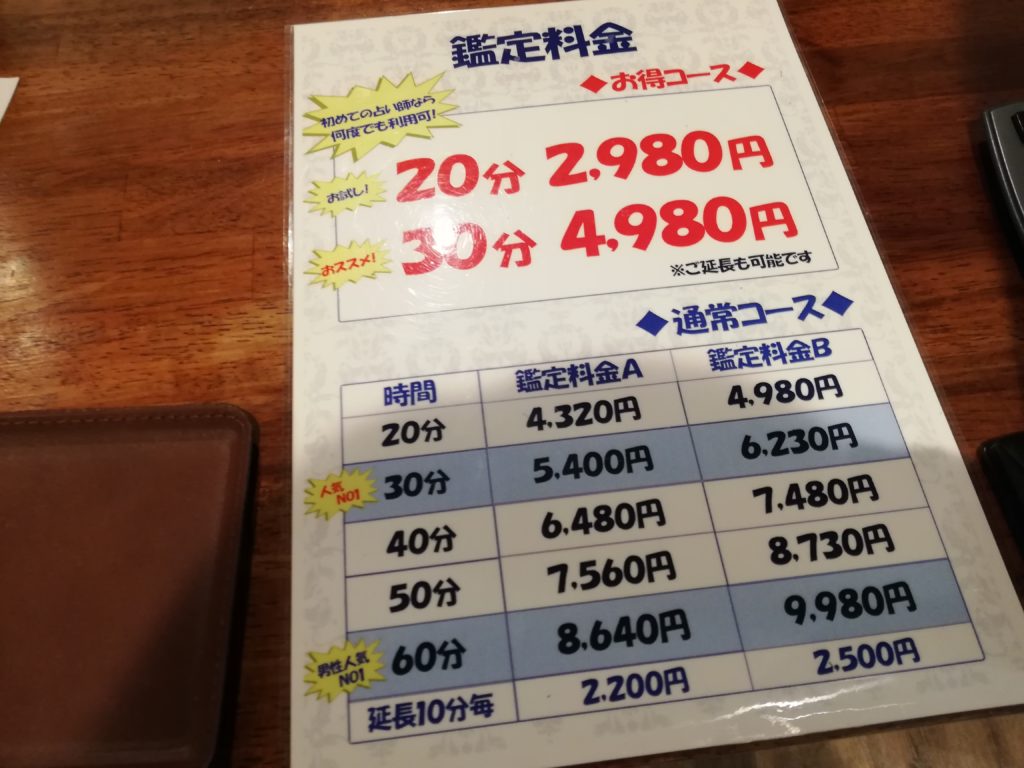 鑑定料金
◆お得コース◆
初めての占い師なら
何度でも利用可!
お試し! 20分 2,980円
おススメ! 30分 4,980円
※ご延長も可能です
◆通常コース◆
時間 鑑定料金A 鑑定料金B
20分 4,320円 4,980円
人気NO1 30分 5,400円 6,230円
40分 6,480円 7,480円
50分 7,560円 8,730円
男性人気NO1 60分 8,640円 9,980円
延長10分毎 2,200円 2,500円